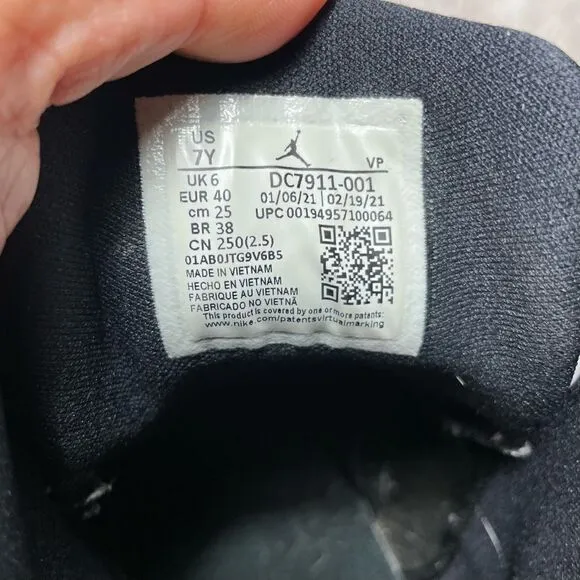 US
7Y
VP
UK 6
DC7911-001
EUR 40
01/06/21 | 02/19/21
cm 25
UPC 00194957100064
BR 38
CN 250(2.5)
01AB0JTG9V6B5
MADE IN VIETNAM
HECHO EN VIETNAM
FABRIQUE AU VIETNAM
FABRICADO NO VIETNÃ
This product is covered by one or more patents:
www.nike.com/patentsvirtualmarking